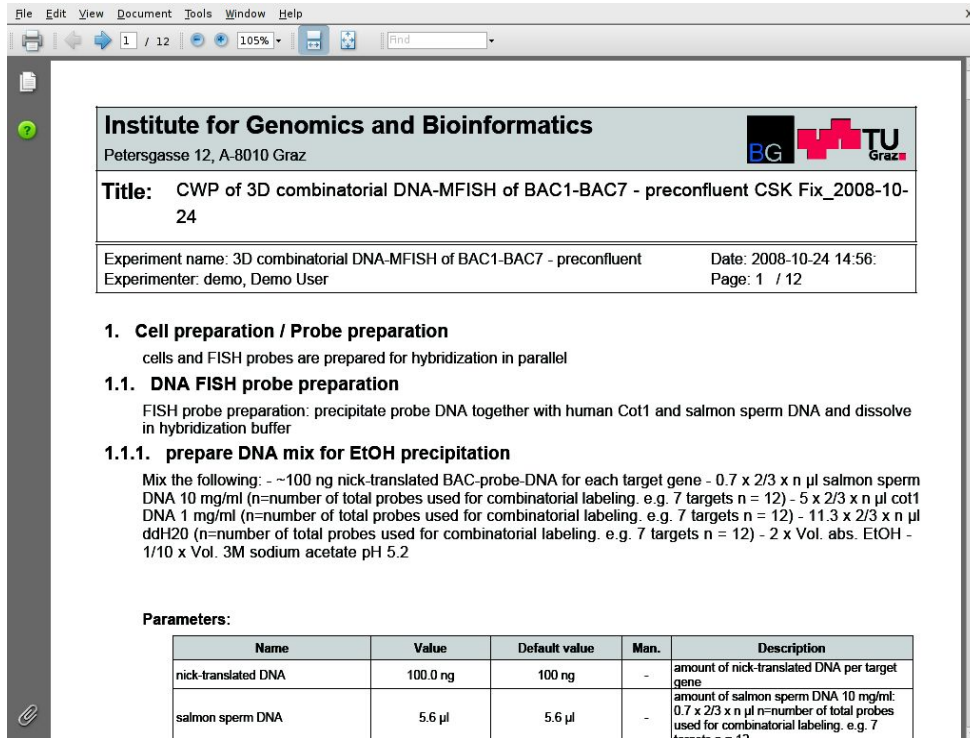 File Edit View Document Tools Window Help
1 / 12 105% Find
Institute for Genomics and Bioinformatics
Petersgasse 12, A-8010 Graz
BG TU Graz
Title: CWP of 3D combinatorial DNA-MFISH of BAC1-BAC7 - preconfluent CSK Fix_2008-10-
24
Experiment name: 3D combinatorial DNA-MFISH of BAC1-BAC7 - preconfluent Date: 2008-10-24 14:56:
Experimenter: demo, Demo User Page: 1 / 12
1. Cell preparation / Probe preparation
cells and FISH probes are prepared for hybridization in parallel
1.1. DNA FISH probe preparation
FISH probe preparation: precipitate probe DNA together with human Cot1 and salmon sperm DNA and dissolve
in hybridization buffer
1.1.1. prepare DNA mix for EtOH precipitation
Mix the following: - ~100 ng nick-translated BAC-probe-DNA for each target gene - 0.7 x 2/3 x n µl salmon sperm
DNA 10 mg/ml (n=number of total probes used for combinatorial labeling. e.g. 7 targets n = 12) - 5 x 2/3 x n µl cot1
DNA 1 mg/ml (n=number of total probes used for combinatorial labeling. e.g. 7 targets n = 12) - 11.3 x 2/3 x n µl
ddH20 (n=number of total probes used for combinatorial labeling. e.g. 7 targets n = 12) - 2 x Vol. abs. EtOH -
1/10 x Vol. 3M sodium acetate pH 5.2
Parameters:
Name Value Default value Man. Description
nick-translated DNA 100.0 ng 100 ng - amount of nick-translated DNA per target
gene
salmon sperm DNA 5.6 µl 5.6 µl - amount of salmon sperm DNA 10 mg/ml:
0.7 x 2/3 x n µl n=number of total probes
used for combinatorial labeling. e.g. 7